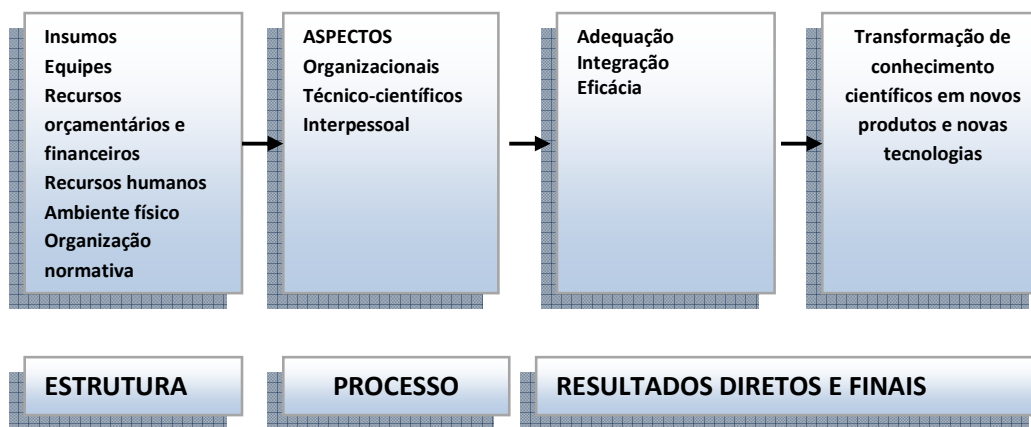 Insumos
Equipes
Recursos
orçamentários e
financeiros
Recursos humanos
Ambiente físico
Organização
normativa
ASPECTOS
Organizacionais
Técnico-científicos
Interpessoal
Adequação
Integração
Eficácia
Transformação de
conhecimento
científicos em novos
produtos e novas
tecnologias
ESTRUTURA
PROCESSO
RESULTADOS DIRETOS E FINAIS